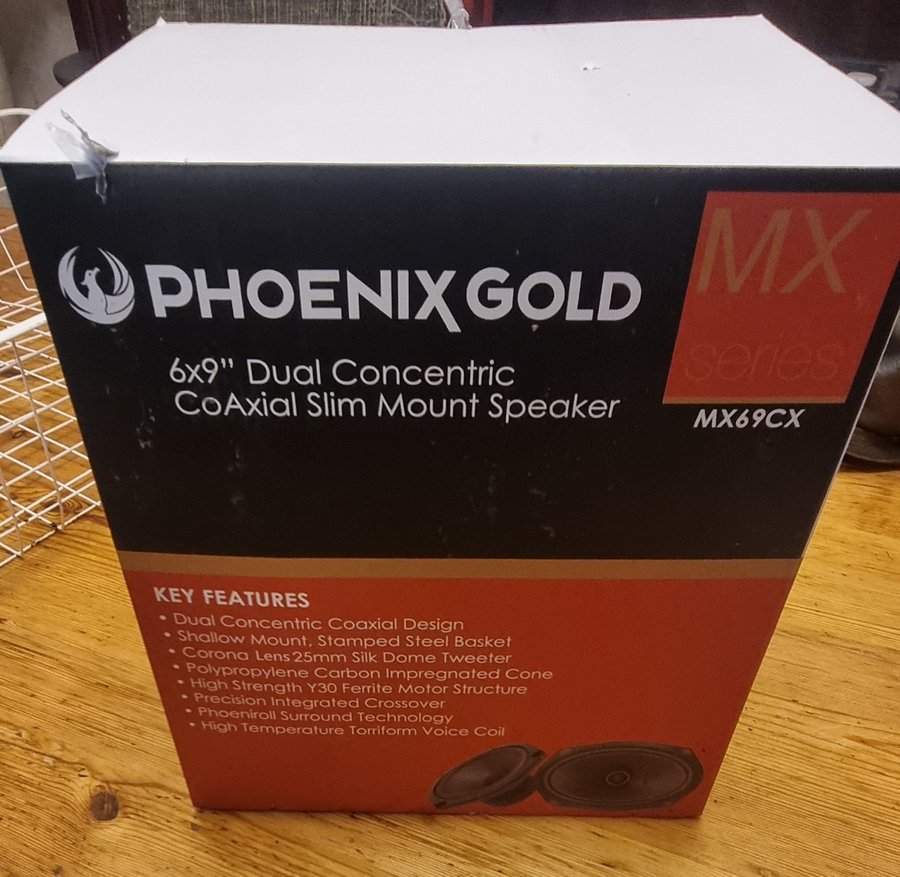 PHOENIX GOLD
6x9” Dual Concentric
CoAxial Slim Mount Speaker
MX
series
MX69CX
KEY FEATURES
• Dual Concentric Coaxial Design
• Shallow Mount, Stamped Steel Basket
• Corona Lens 25mm Silk Dome Tweeter
• Polypropylene Carbon Impregnated Cone
• High Strength Y30 Ferrite Motor Structure
• Precision Integrated Crossover
• Phoeniroll Surround Technology
• High Temperature Torriform Voice Coil